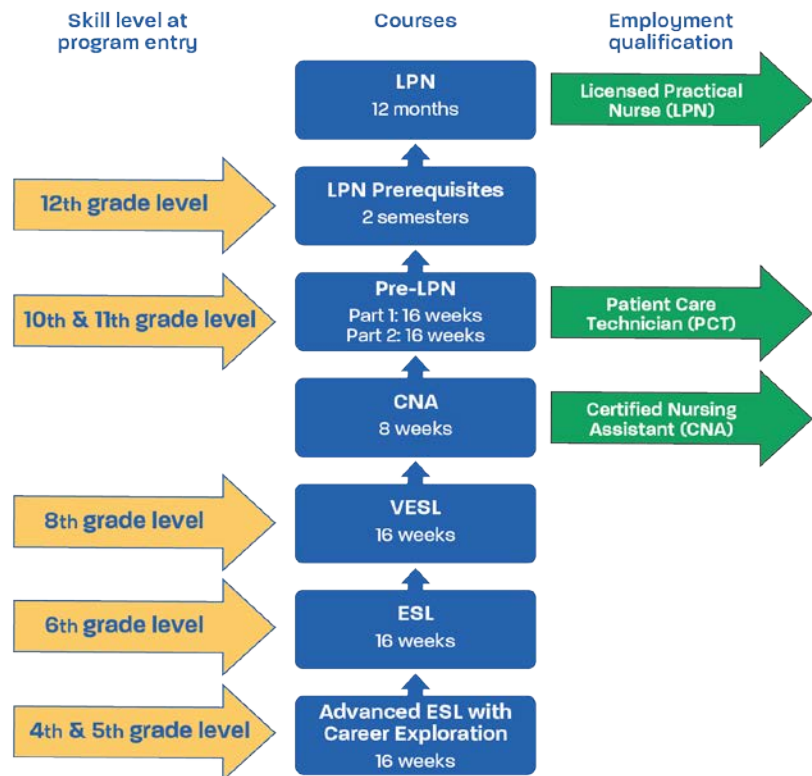 Skill level at
program entry
Courses
Employment
qualification
LPN
12 months
Licensed Practical
Nurse (LPN)
12th grade level
LPN Prerequisites
2 semesters
10th & 11th grade level
Pre-LPN
Part 1: 16 weeks
Part 2: 16 weeks
Patient Care
Technician (PCT)
CNA
8 weeks
Certified Nursing
Assistant (CNA)
8th grade level
VESL
16 weeks
6th grade level
ESL
16 weeks
4th & 5th grade level
Advanced ESL with
Career Exploration
16 weeks